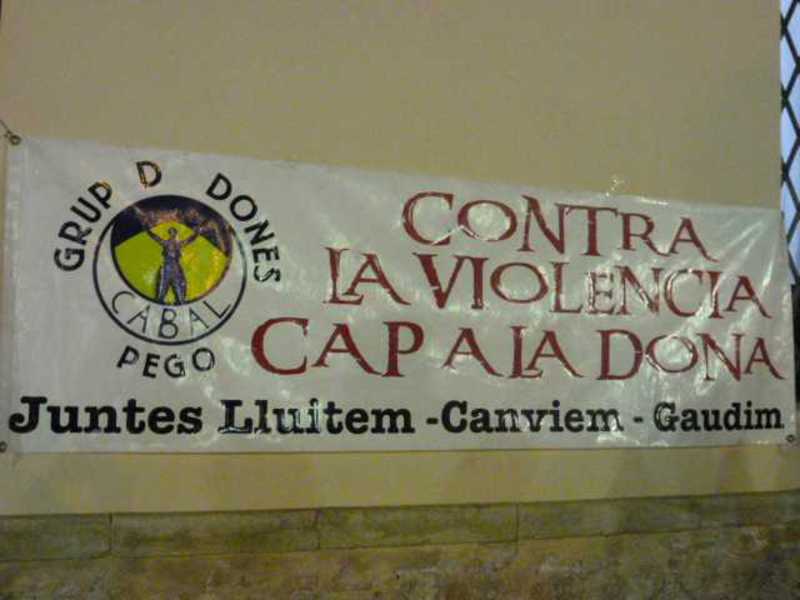 GRUP D DONES
CABAL
PEGO
CONTRA
LA VIOLENCIA
CAP A LA DONA
Juntes Lluitem - Canviem - Gaudim